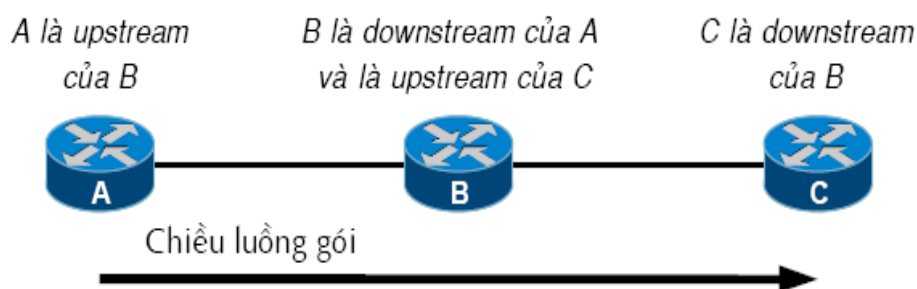 A là upstream
của B
B là downstream của A
và là upstream của C
C là downstream
của B
A
B
C
Chiều luồng gói